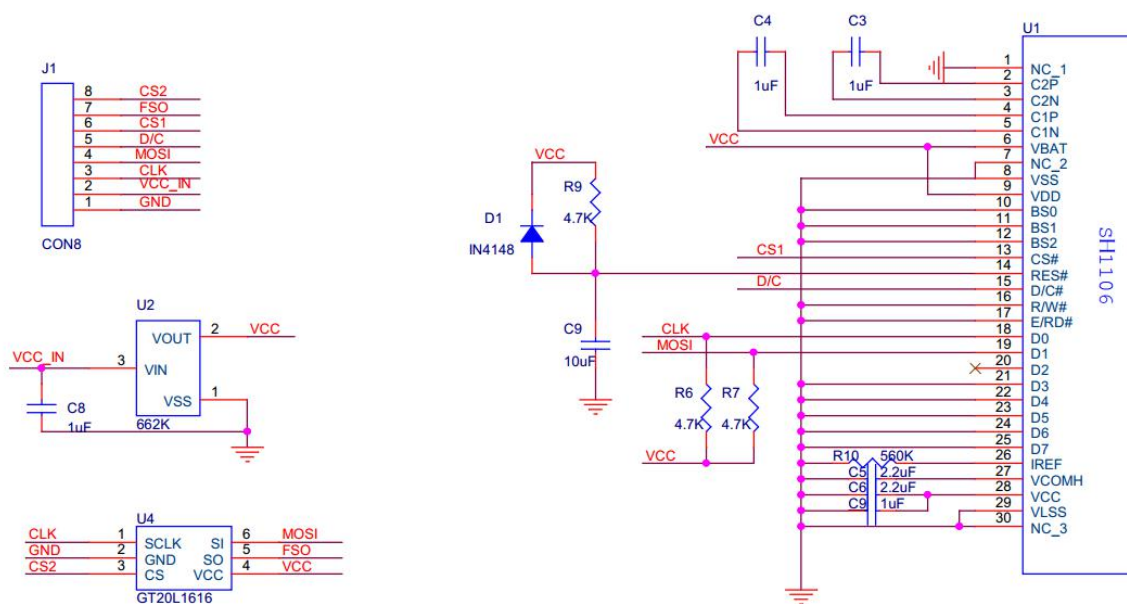 J1
8 CS2
7 FSO
6 CS1
5 D/C
4 MOSI
3 CLK
2 VCC_IN
1 GND
CON8
U2
VCC_IN 3 VIN
VOUT 2 VCC
VSS 1
C8
1uF
662K
U4
CLK 1 SCLK SI 6 MOSI
GND 2 GND SO 5 FSO
CS2 3 CS VCC 4 VCC
GT20L1616
VCC
R9
4.7K
D1
IN4148
C9
10uF
C4
1uF
C3
1uF
VCC
CS1
D/C
CLK
MOSI
R6
4.7K
R7
4.7K
VCC
R10 560K
C5 2.2uF
C6 2.2uF
C9 1uF
U1
1 NC_1
2 C2P
3 C2N
4 C1P
5 C1N
6 VBAT
7 NC_2
8 VSS
9 VDD
10 BS0
11 BS1
12 BS2
13 CS#
14 RES#
15 D/C#
16 R/W#
17 E/RD#
18 D0
19 D1
20 D2
21 D3
22 D4
23 D5
24 D6
25 D7
26 IREF
27 VCOMH
28 VCC
29 VLSS
30 NC_3
SH1106